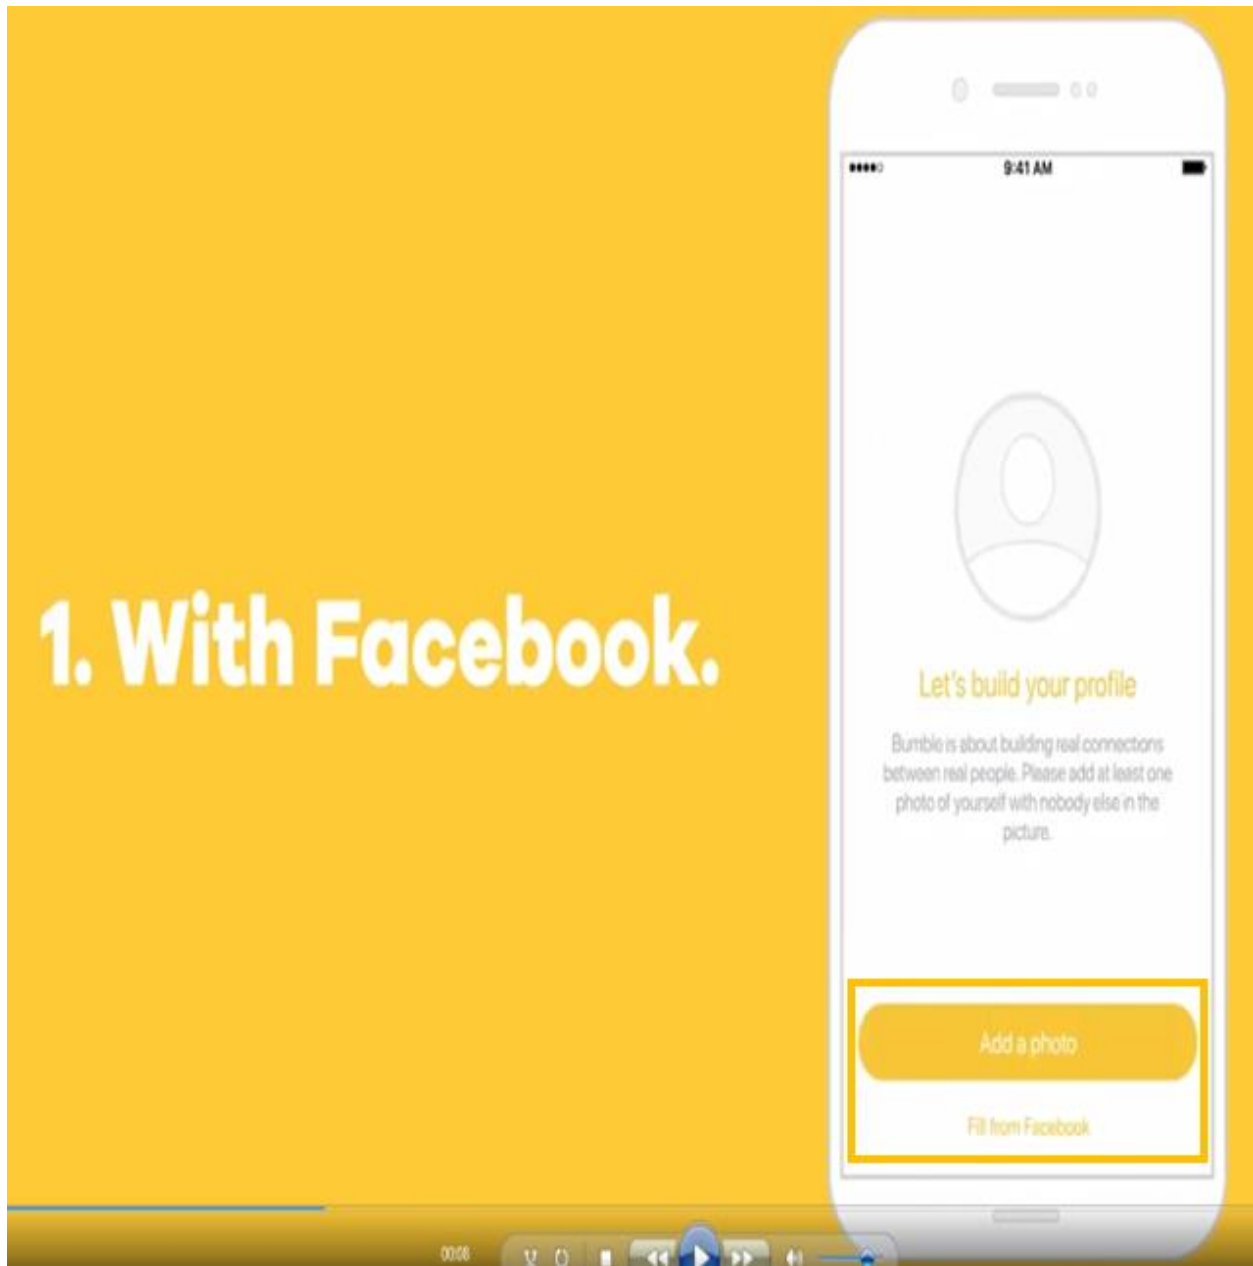 9:41 AM
1. With Facebook.
Let's build your profile
Bumble is about building real connections
between real people. Please add at least one
photo of yourself with nobody else in the
picture.
Add a photo
Fill from Facebook
00:08